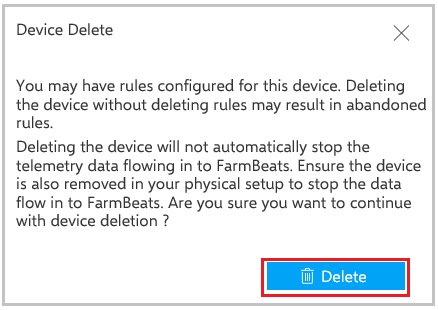 Device Delete
You may have rules configured for this device. Deleting
the device without deleting rules may result in abandoned
rules.
Deleting the device will not automatically stop the
telemetry data flowing in to FarmBeats. Ensure the device
is also removed in your physical setup to stop the data
flow in to FarmBeats. Are you sure you want to continue
with device deletion ?
Delete